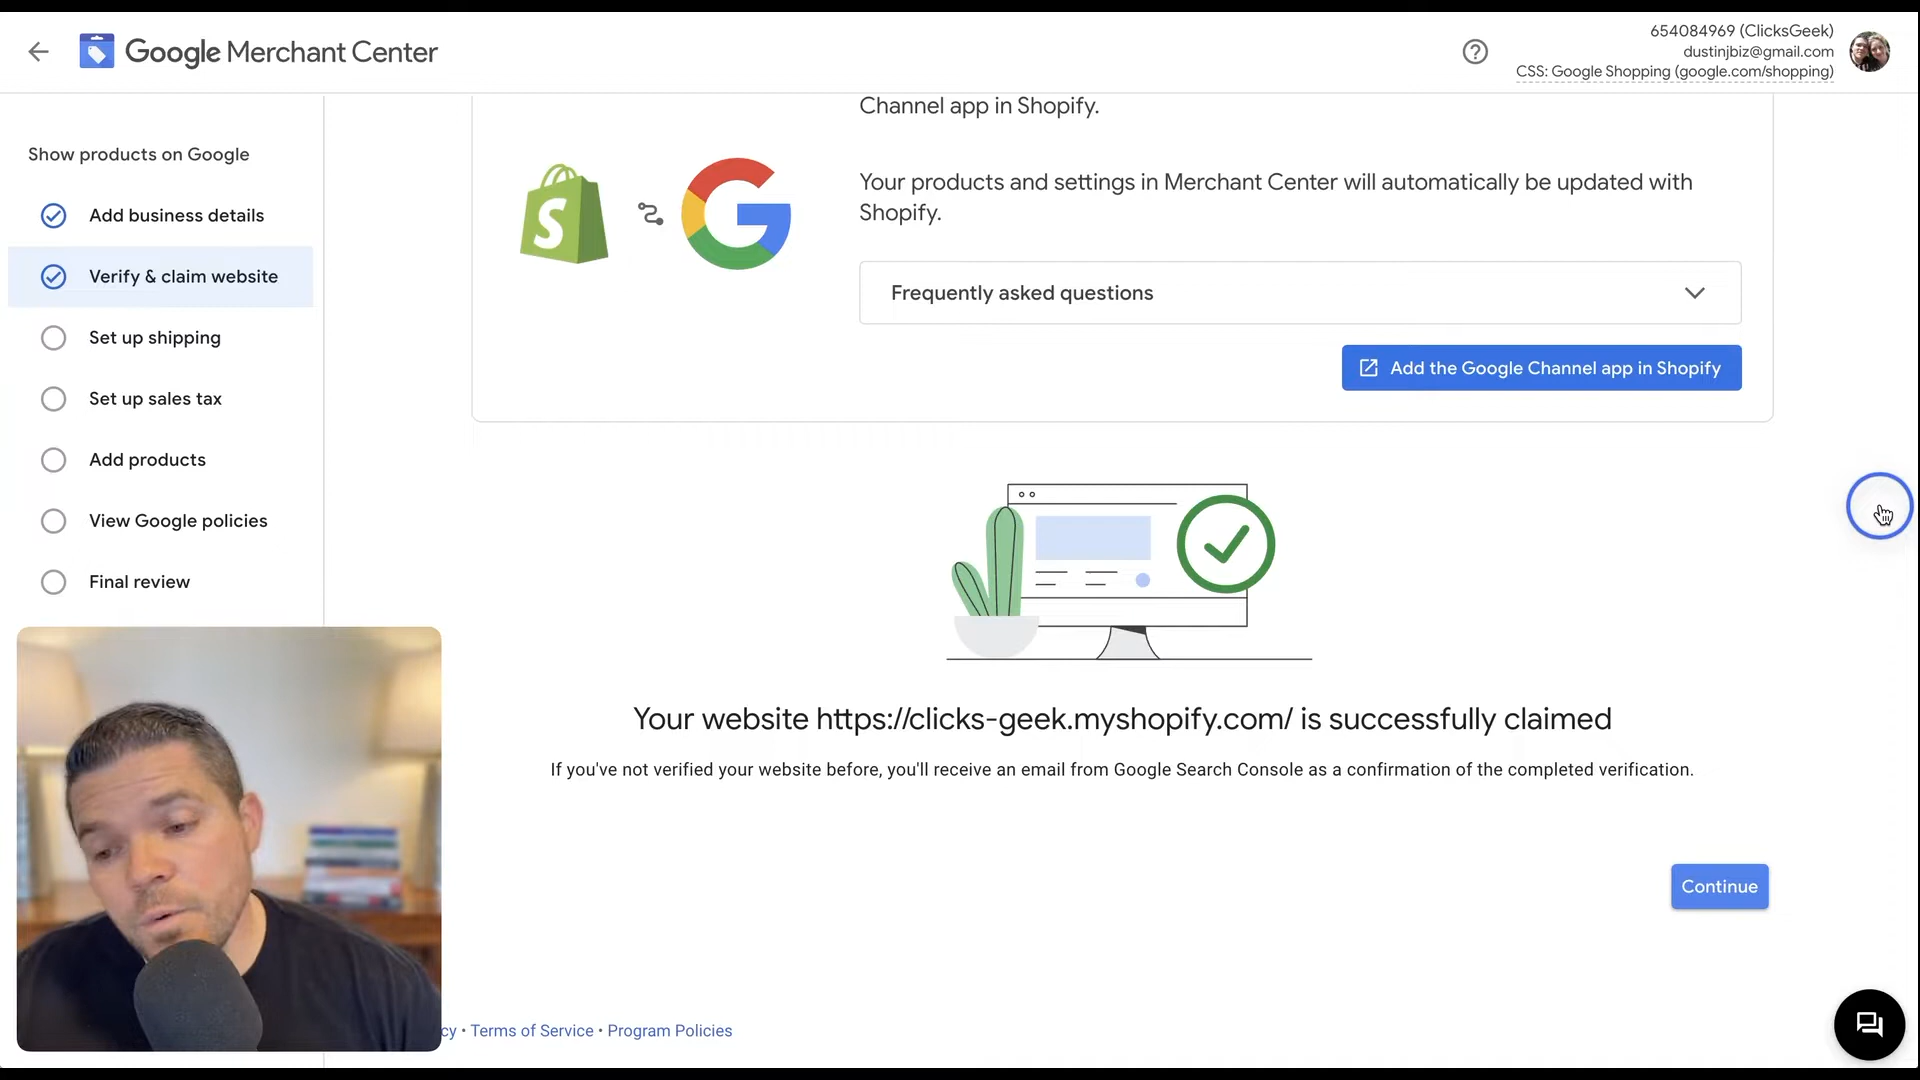 Google Merchant Center
654084969 (ClicksGeek)
dustinjbiz@gmail.com
CSS: Google Shopping (google.com/shopping)
Show products on Google
Add business details
Verify & claim website
Set up shipping
Set up sales tax
Add products
View Google policies
Final review
Channel app in Shopify.
Your products and settings in Merchant Center will automatically be updated with
Shopify.
Frequently asked questions
Add the Google Channel app in Shopify
Your website https://clicks-geek.myshopify.com/ is successfully claimed
If you've not verified your website before, you'll receive an email from Google Search Console as a confirmation of the completed verification.
Continue
cy • Terms of Service • Program Policies